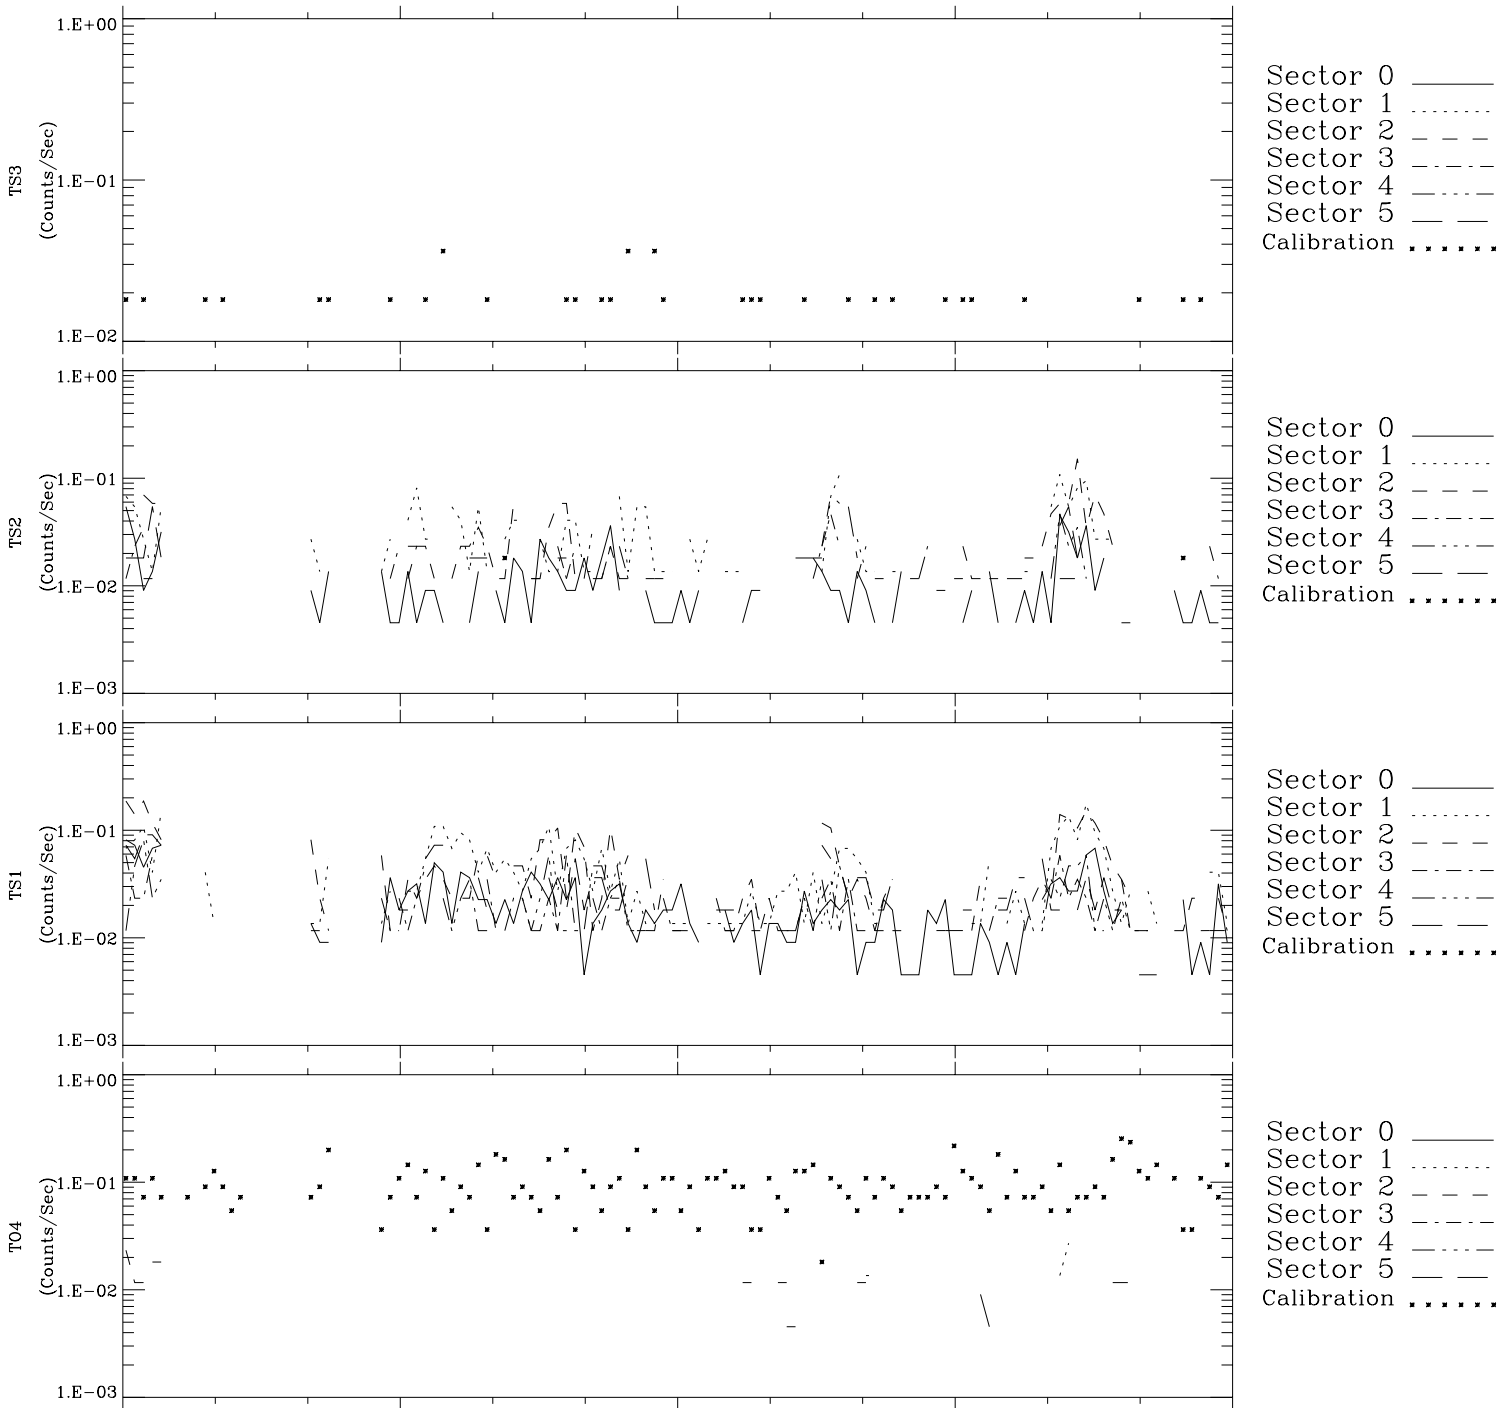 TS3
(Counts/Sec)
1.E+00
1.E-01
1.E-02
Sector 0
Sector 1
Sector 2
Sector 3
Sector 4
Sector 5
Calibration
TS2
(Counts/Sec)
1.E+00
1.E-01
1.E-02
1.E-03
Sector 0
Sector 1
Sector 2
Sector 3
Sector 4
Sector 5
Calibration
TS1
(Counts/Sec)
1.E+00
1.E-01
1.E-02
1.E-03
Sector 0
Sector 1
Sector 2
Sector 3
Sector 4
Sector 5
Calibration
TO4
(Counts/Sec)
1.E+00
1.E-01
1.E-02
1.E-03
Sector 0
Sector 1
Sector 2
Sector 3
Sector 4
Sector 5
Calibration